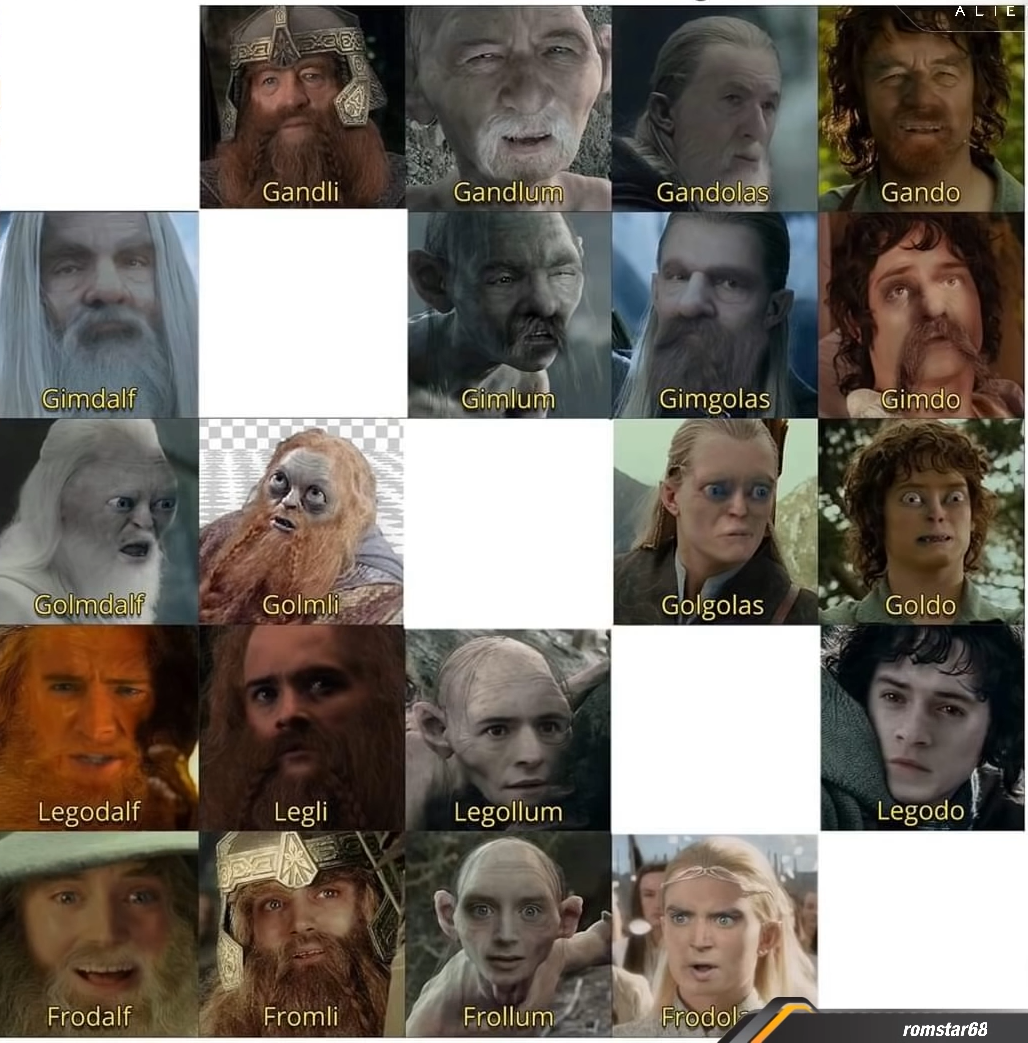 ALIE
Gandli Gandlum Gandolas Gando
Gimdalf Gimlum Gimgolas Gimdo
Golmdalf Golmli Golgolas Goldo
Legodalf Legli Legollum Legodo
Frodalf Fromli Frollum Frodola
romstar68